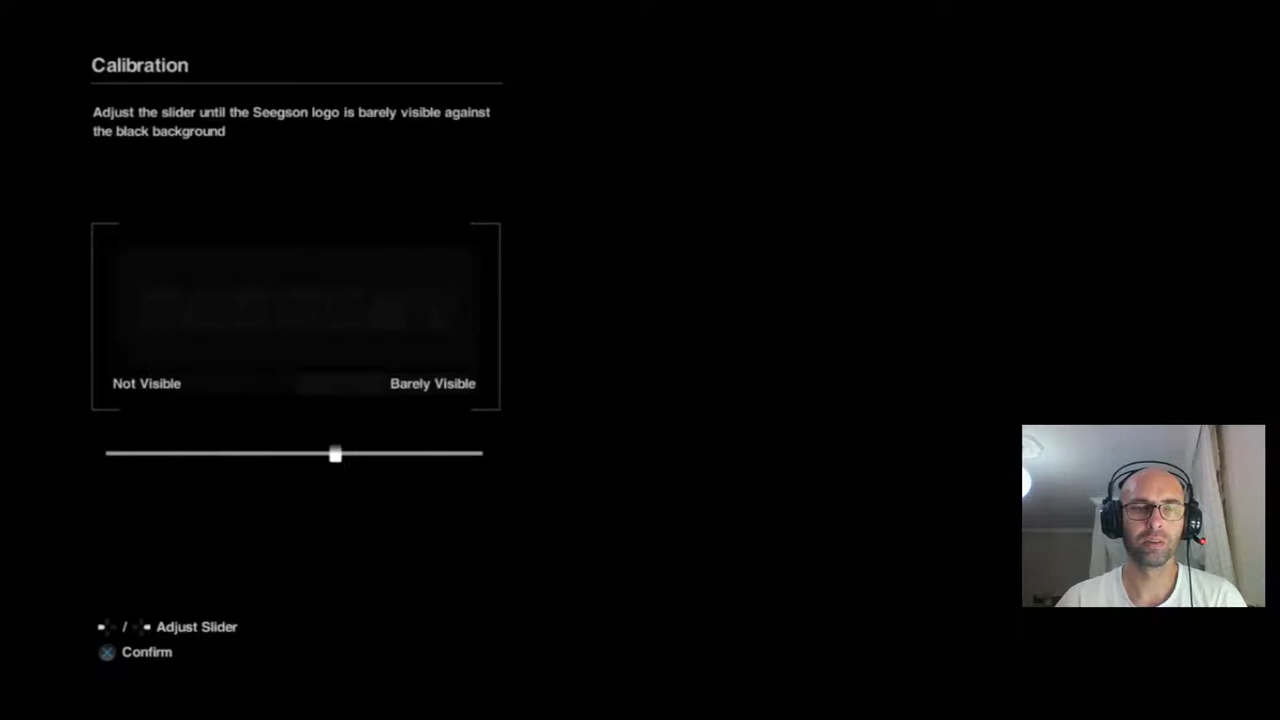 Calibration
Adjust the slider until the Seegson logo is barely visible against
the black background
Not Visible
Barely Visible
/
Adjust Slider
Confirm